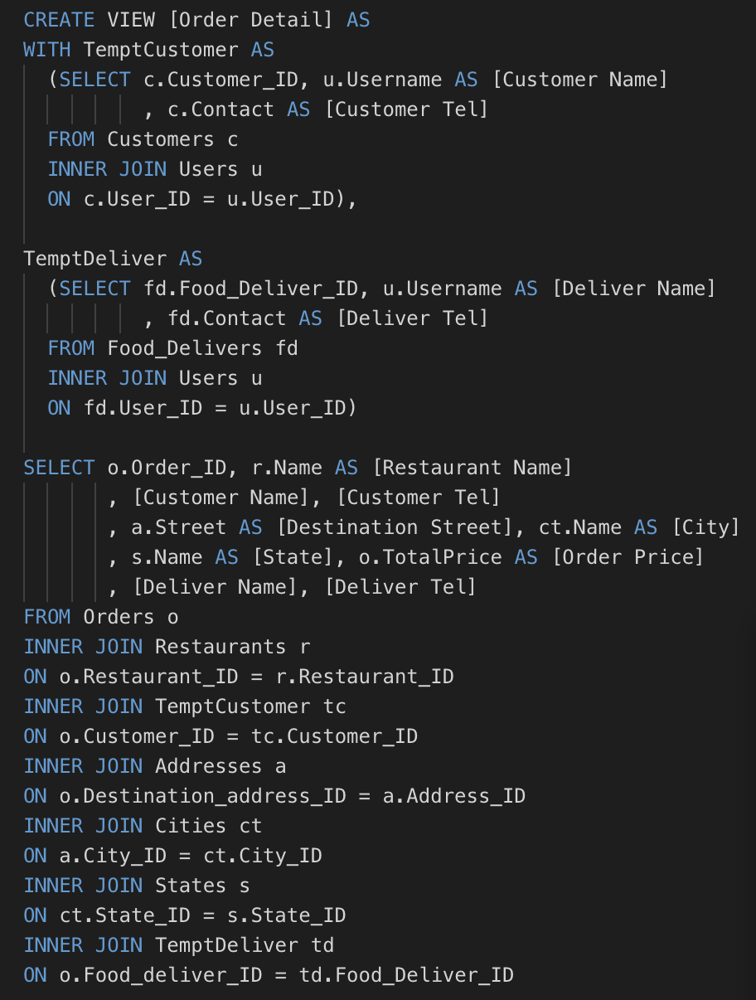 CREATE VIEW [Order Detail] AS
WITH TemptCustomer AS
(SELECT c.Customer_ID, u.Username AS [Customer Name]
, c.Contact AS [Customer Tel]
FROM Customers c
INNER JOIN Users u
ON c.User_ID = u.User_ID),
TemptDeliver AS
(SELECT fd.Food_Deliver_ID, u.Username AS [Deliver Name]
, fd.Contact AS [Deliver Tel]
FROM Food_Delivers fd
INNER JOIN Users u
ON fd.User_ID = u.User_ID)
SELECT o.Order_ID, r.Name AS [Restaurant Name]
, [Customer Name], [Customer Tel]
, a.Street AS [Destination Street], ct.Name AS [City]
, s.Name AS [State], o.TotalPrice AS [Order Price]
, [Deliver Name], [Deliver Tel]
FROM Orders o
INNER JOIN Restaurants r
ON o.Restaurant_ID = r.Restaurant_ID
INNER JOIN TemptCustomer tc
ON o.Customer_ID = tc.Customer_ID
INNER JOIN Addresses a
ON o.Destination_address_ID = a.Address_ID
INNER JOIN Cities ct
ON a.City_ID = ct.City_ID
INNER JOIN States s
ON ct.State_ID = s.State_ID
INNER JOIN TemptDeliver td
ON o.Food_deliver_ID = td.Food_Deliver_ID